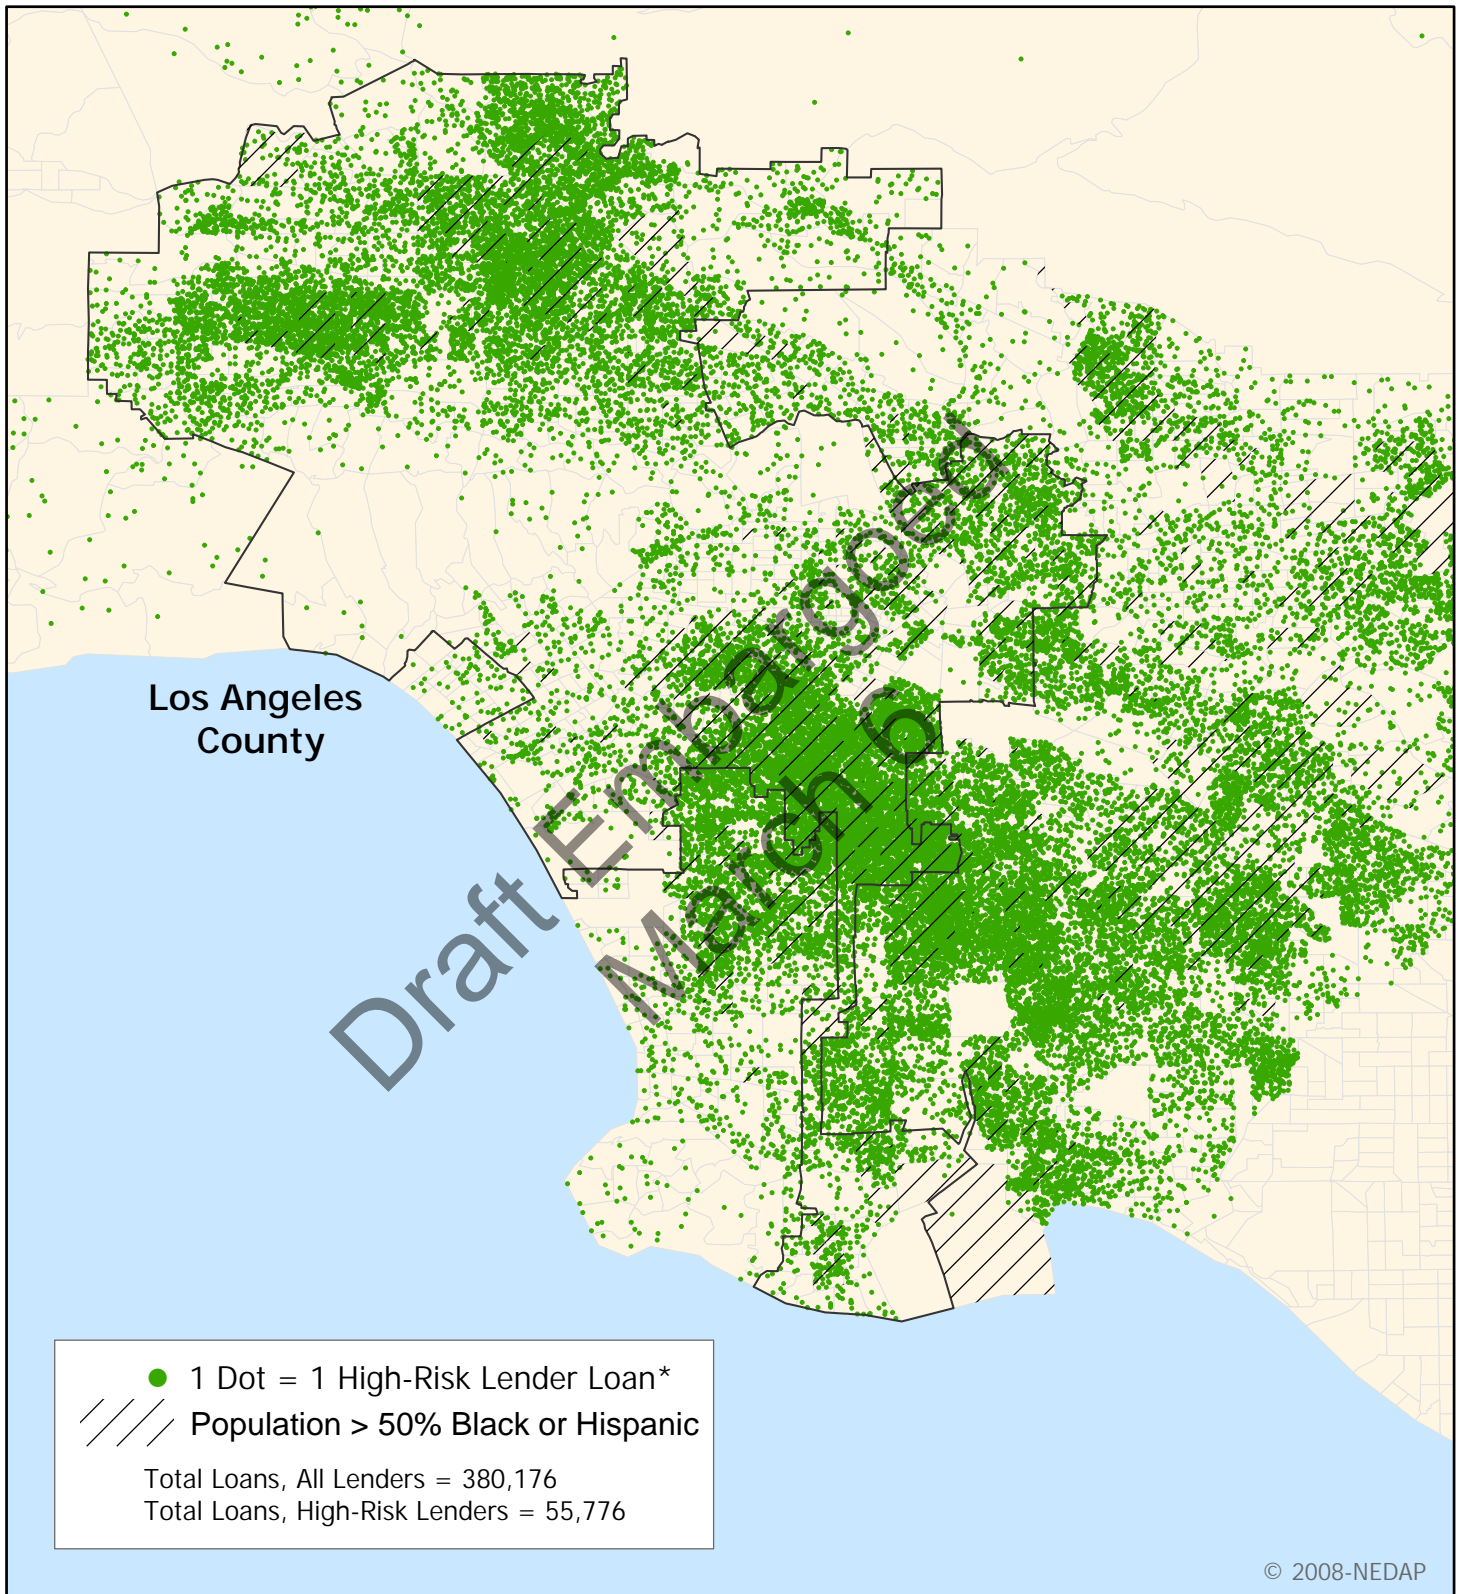 Los Angeles
County
Draft Embargoed
March 6
1 Dot = 1 High-Risk Lender Loan*
Population > 50% Black or Hispanic
Total Loans, All Lenders = 380,176
Total Loans, High-Risk Lenders = 55,776
© 2008-NEDAP